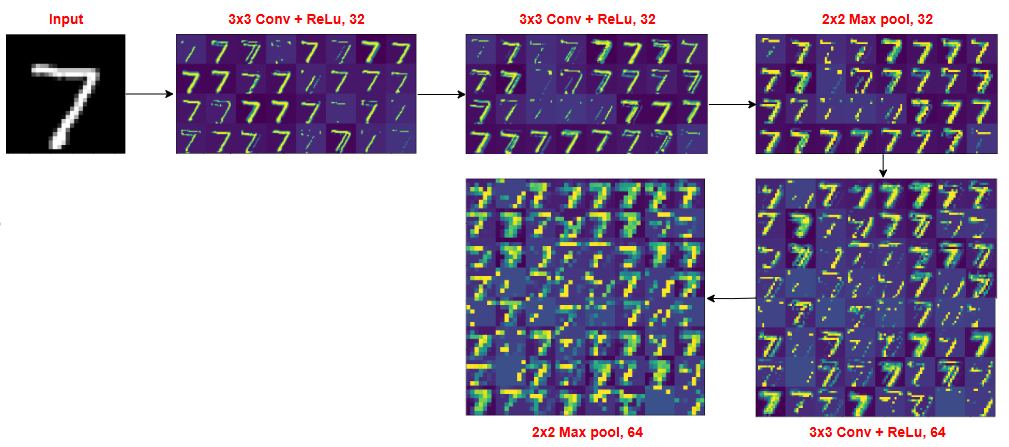 Input
3x3 Conv + ReLU, 32
3x3 Conv + ReLu, 32
2x2 Max pool, 32
2x2 Max pool, 64
3x3 Conv + ReLU, 64